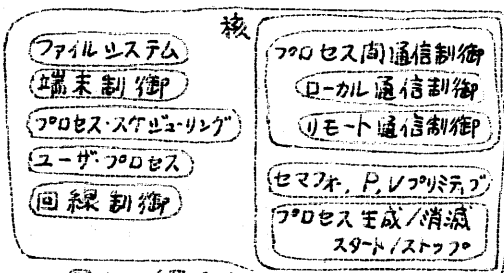 核
ファイルシステム
端末制御
プロセス・スケジューリング
ユーザ・プロセス
回線制御
プロセス間通信制御
ローカル通信制御
リモート通信制御
セマフォ, P, Vプリミティブ
プロセス生成/消滅
スタート/ストップ